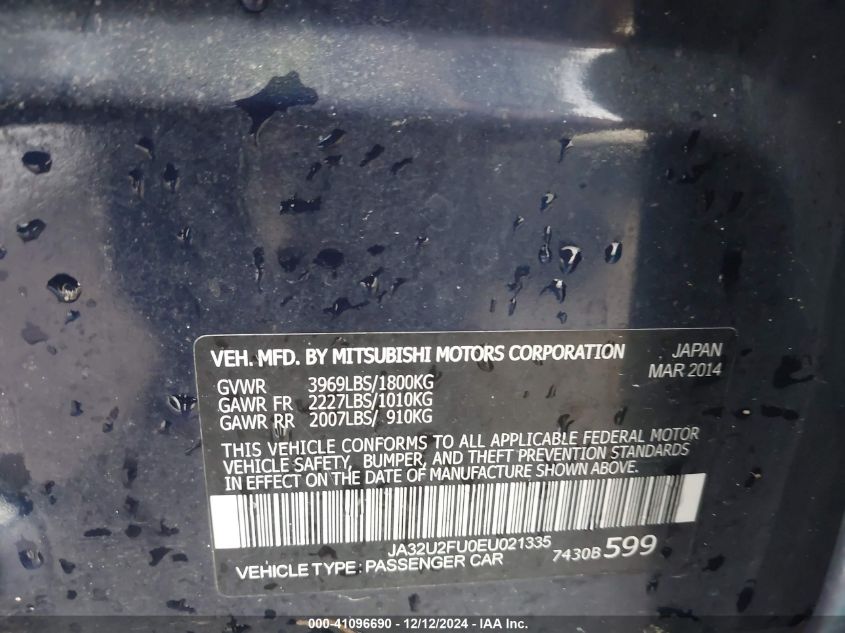 VEH. MFD. BY MITSUBISHI MOTORS CORPORATION JAPAN
MAR 2014
GVWR 3969LBS/1800KG
GAWR FR 2227LBS/1010KG
GAWR RR 2007LBS/ 910KG
THIS VEHICLE CONFORMS TO ALL APPLICABLE FEDERAL MOTOR
VEHICLE SAFETY, BUMPER, AND THEFT PREVENTION STANDARDS
IN EFFECT ON THE DATE OF MANUFACTURE SHOWN ABOVE.
JA32U2FU0EU021335
VEHICLE TYPE: PASSENGER CAR 7430B 599
000-41096690 - 12/12/2024 - IAA Inc.